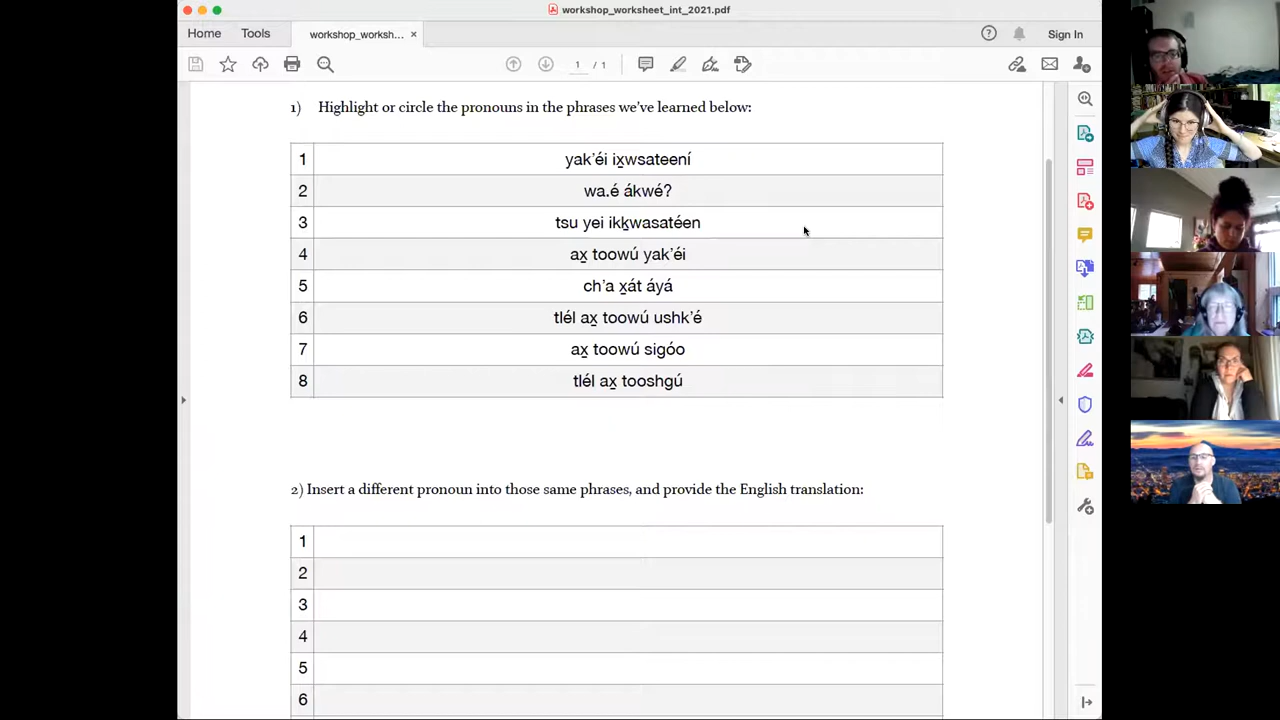 workshop_worksheet_int_2021.pdf
Home Tools workshop_worksh... × Sign In
1 / 1
1) Highlight or circle the pronouns in the phrases we've learned below:
1 yak'éi ix̲wsateení
2 wa.é ákwé?
3 tsu yei ikḵwasatéen
4 ax̲ toowú yak'éi
5 ch'a x̲át áyá
6 tlél ax̲ toowú ushk'é
7 ax̲ toowú sigóo
8 tlél ax̲ tooshgú
2) Insert a different pronoun into those same phrases, and provide the English translation:
1
2
3
4
5
6